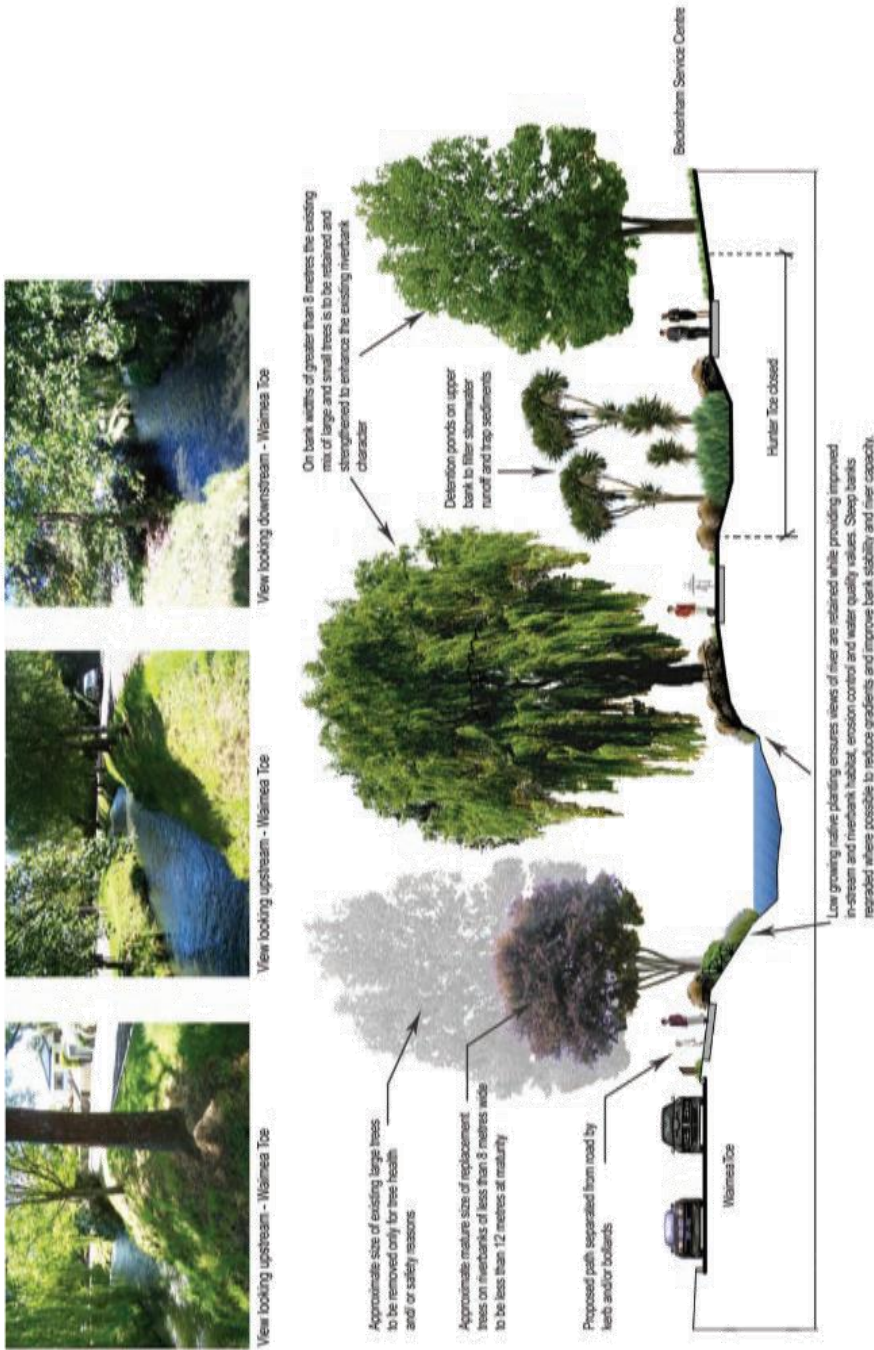 View looking upstream - Waimea Tce
View looking upstream - Waimea Tce
View looking downstream - Waimea Tce
Approximate size of existing large trees
to be removed only for tree health
and/ or safety reasons
Approximate mature size of replacement
trees on riverbanks of less than 8 metres wide
to be less than 12 metres at maturity
Proposed path separated from road by
kerb and/or bollards
WaimeaTce
On bank widths of greater than 8 metres the existing
mix of large and small trees is to be retained and
strengthened to enhance the existing riverbank
character
Detention ponds on upper
bank to filter stormwater
runoff and trap sediments
Beckenham Service Centre
Hunter Tce closed
Low growing native planting ensures views of river are retained while providing improved
in-stream and riverbank habitat, erosion control and water quality values. Steep banks
regraded where possible to reduce gradients and improve bank stability and river capacity.